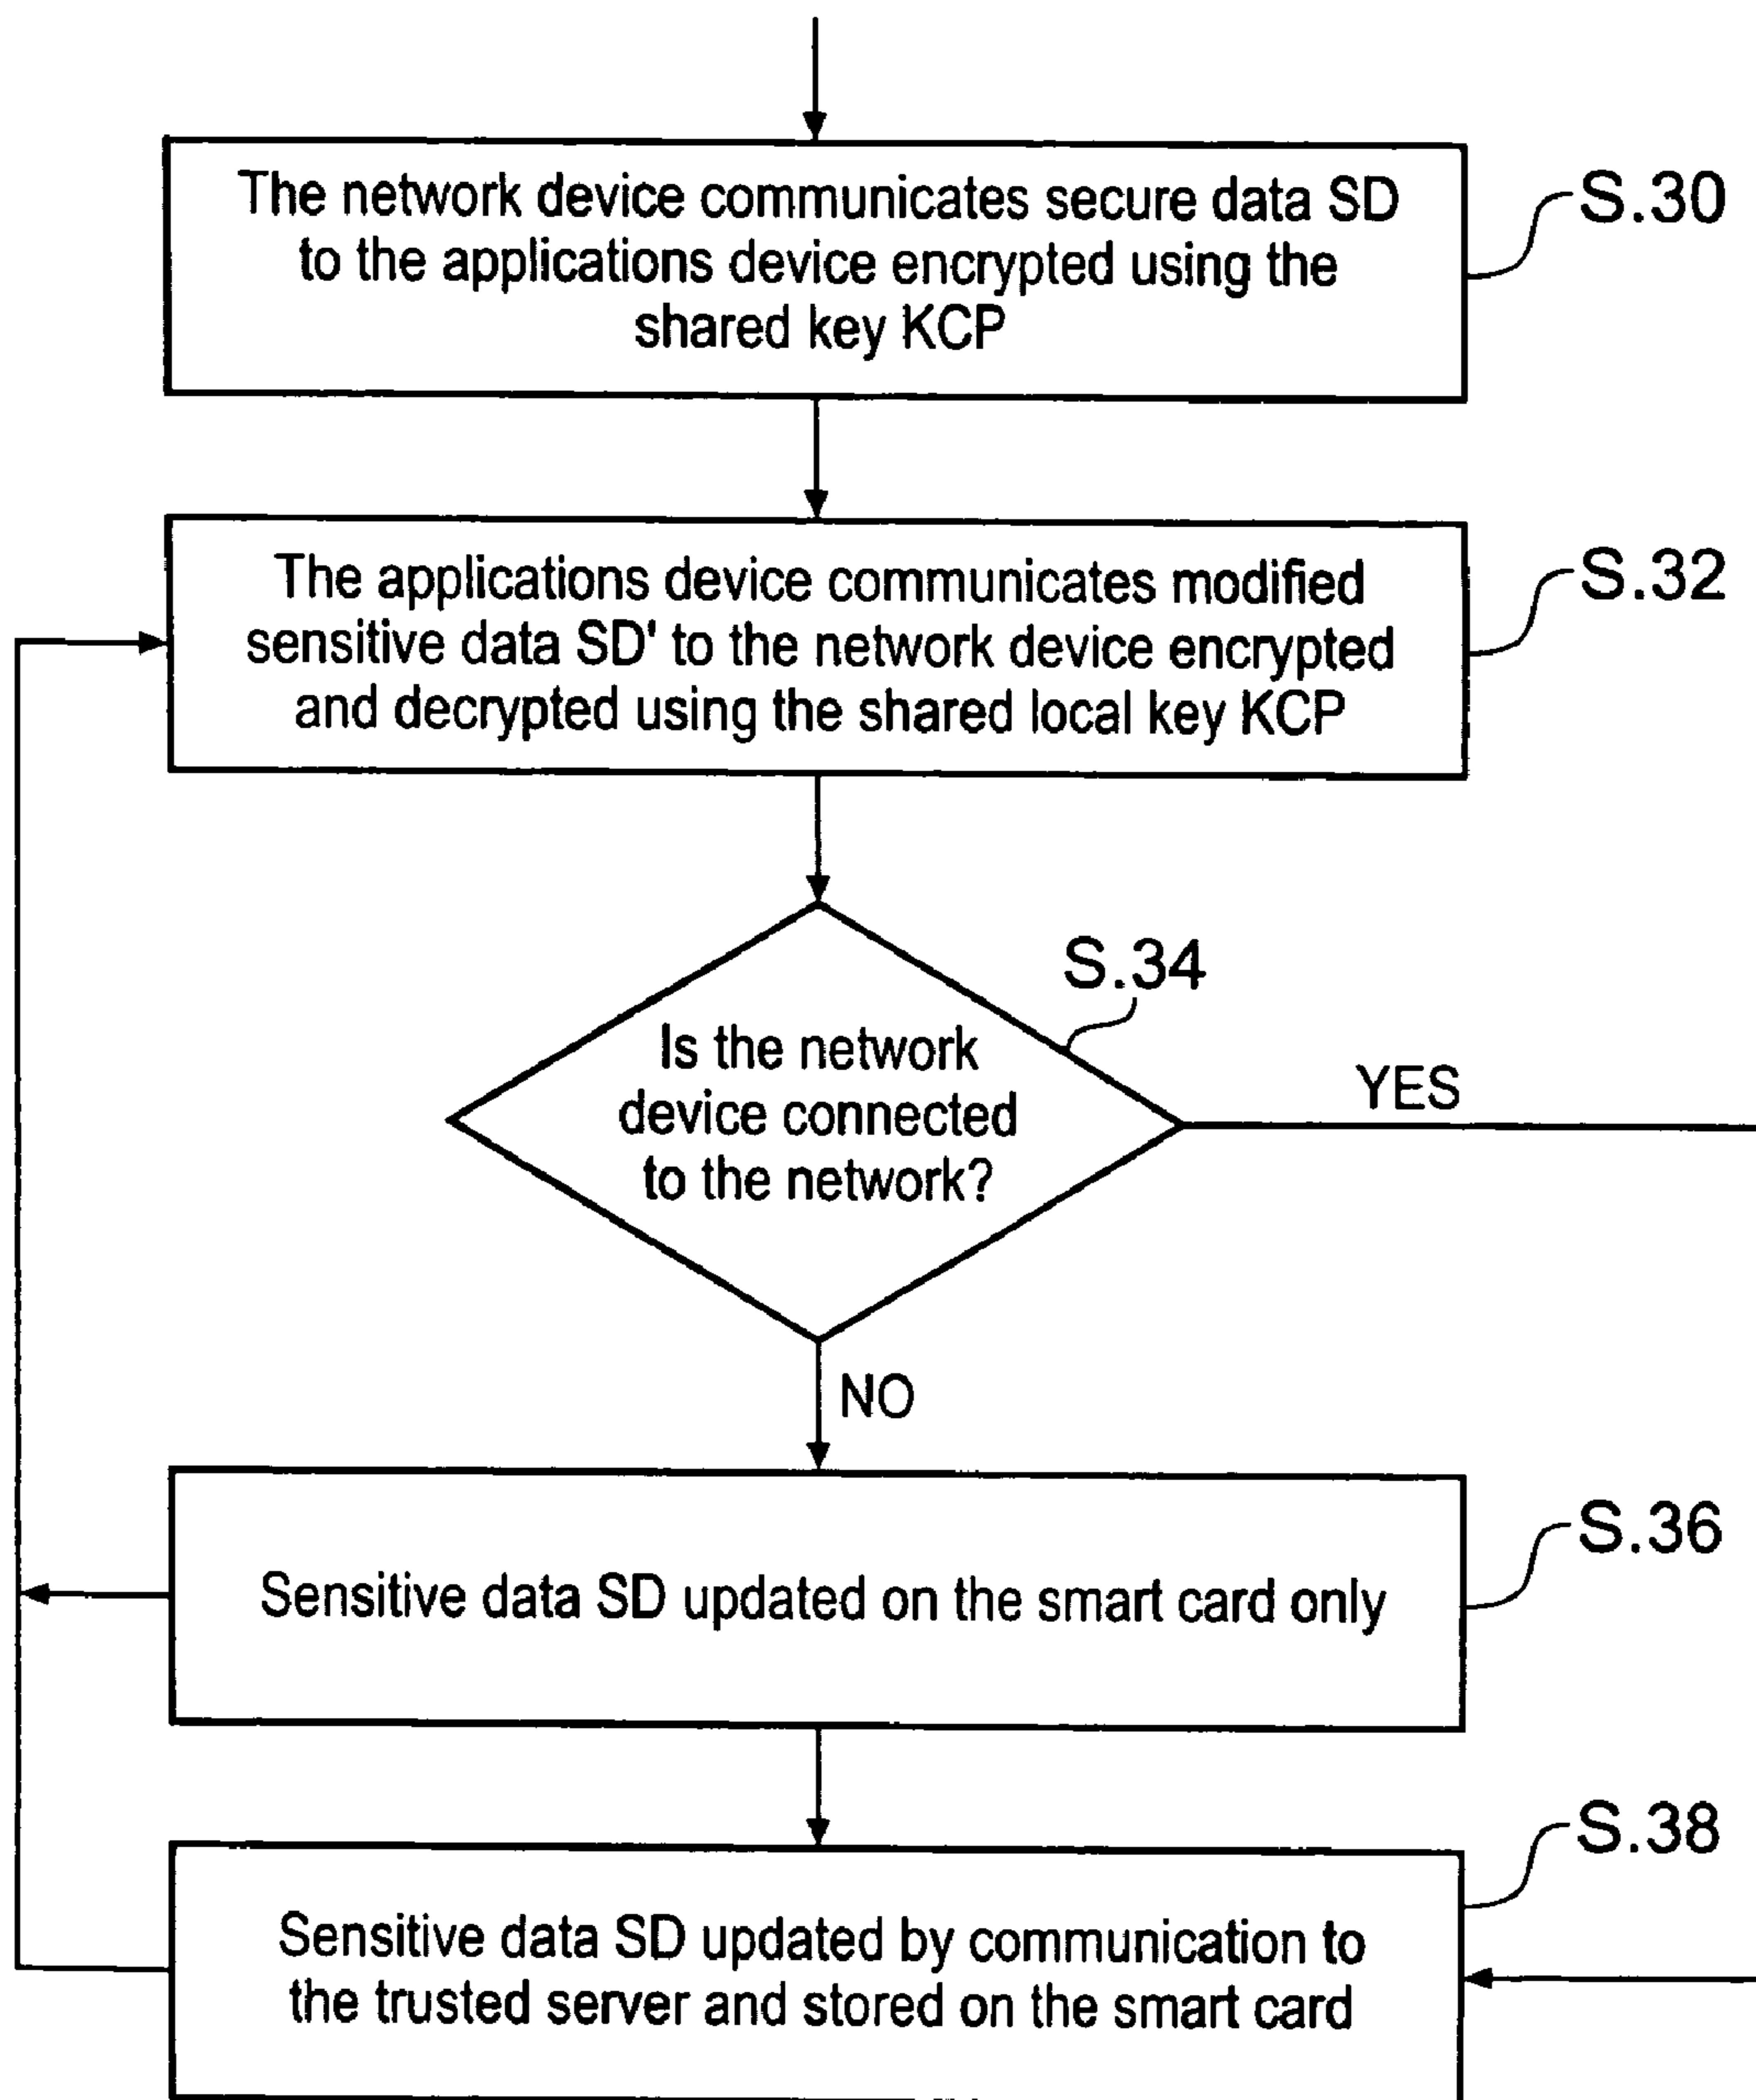 The network device communicates secure data SD
to the applications device encrypted using the
shared key KCP
S.30
The applications device communicates modified
sensitive data SD' to the network device encrypted
and decrypted using the shared local key KCP
S.32
S.34
Is the network
device connected
to the network?
YES
NO
Sensitive data SD updated on the smart card only
S.36
S.38
Sensitive data SD updated by communication to
the trusted server and stored on the smart card